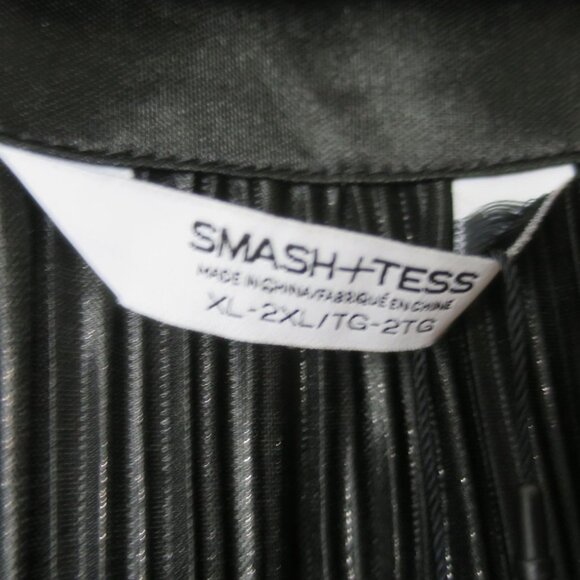 SMASH+TESS
MADE IN CHINA/FABRIQUÉ EN CHINE
XL-2XL/TG-2TG